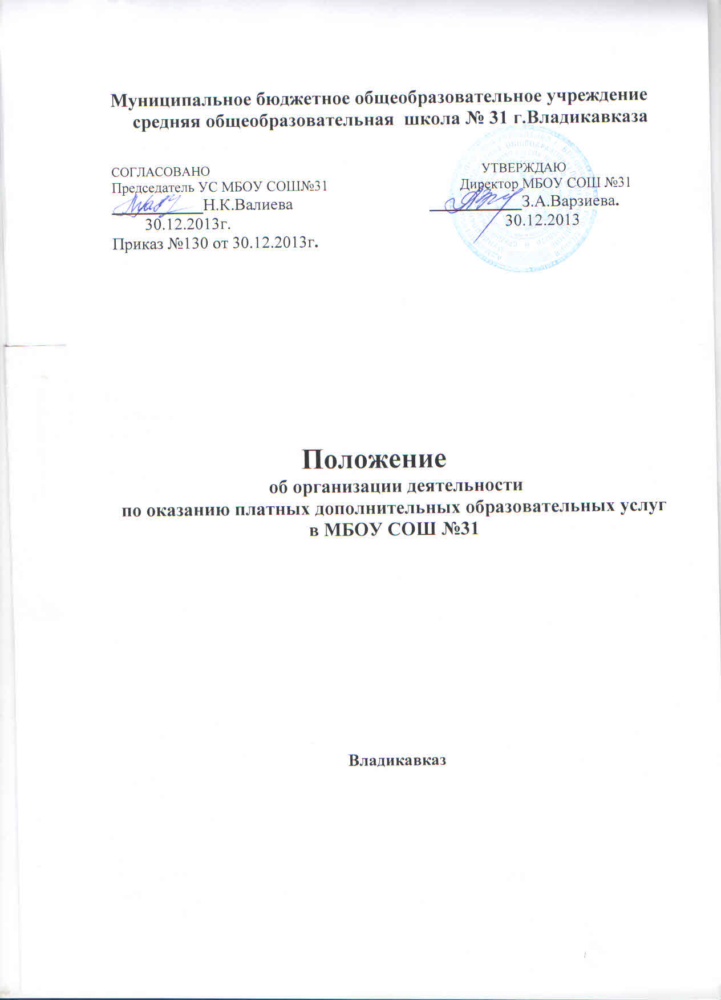 Муниципальное бюджетное общеобразовательное учреждение
средняя общеобразовательная школа № 31 г.Владикавказа
СОГЛАСОВАНО
Председатель УС МБОУ СОШ№31
Н.К.Валиева
30.12.2013г.
Приказ №130 от 30.12.2013г.
УТВЕРЖДАЮ
Директор МБОУ СОШ №31
З.А.Варзиева.
30.12.2013
Положение
об организации деятельности
по оказанию платных дополнительных образовательных услуг
в МБОУ СОШ №31
Владикавказ